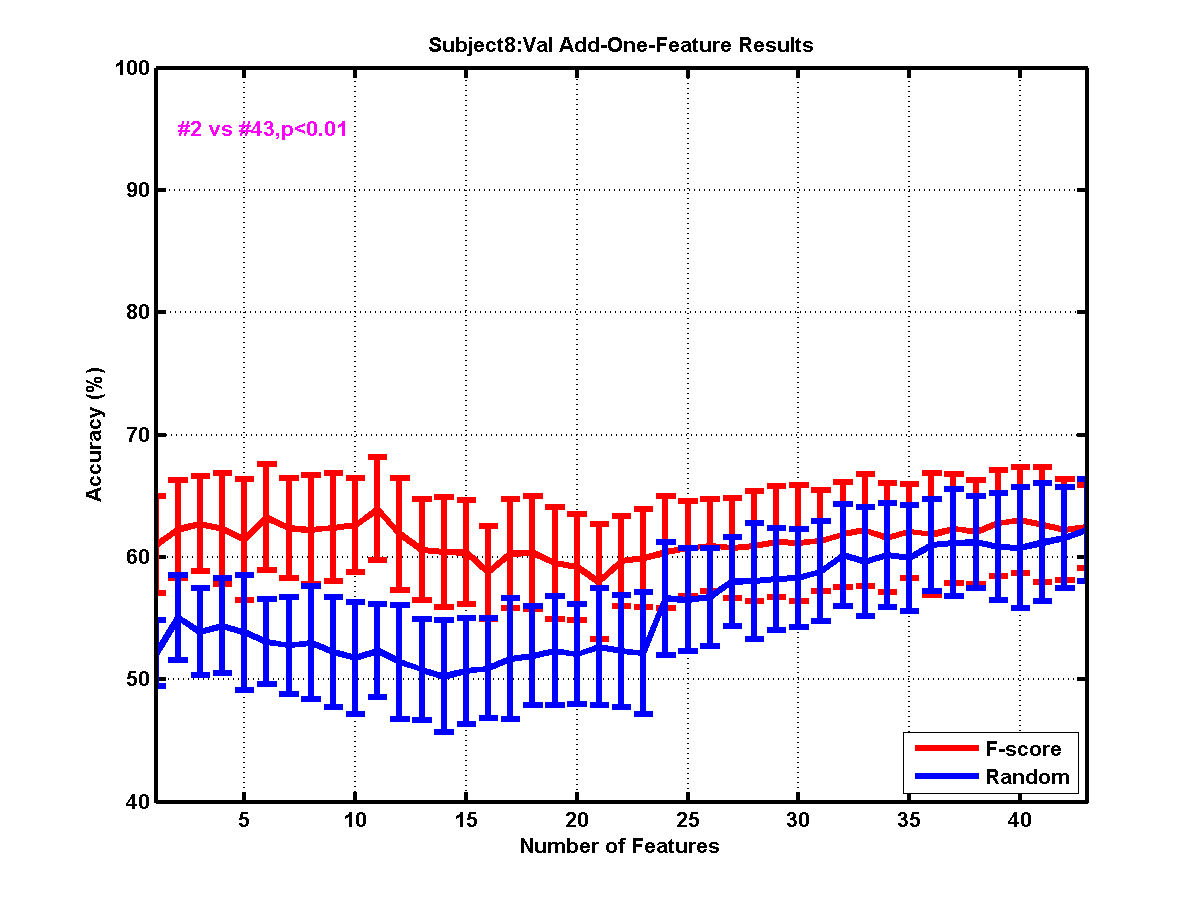 Subject8:Val Add-One-Feature Results
100
#2 vs #43,p<0.01
90
80
Accuracy (%)
70
60
50
40
F-score
Random
5 10 15 20 25 30 35 40
Number of Features